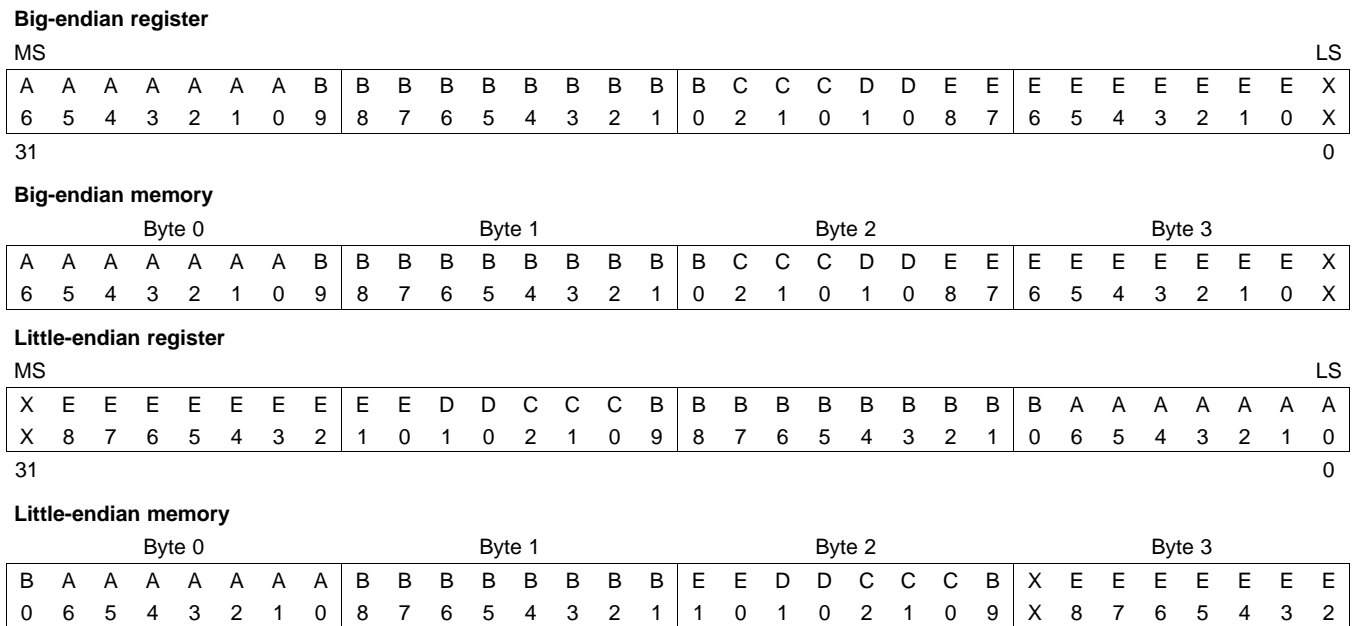 Big-endian register
MS LS
A A A A A A A B B B B B B B B B B C C C D D E E E E E E E E E X
6 5 4 3 2 1 0 9 8 7 6 5 4 3 2 1 0 2 1 0 1 0 8 7 6 5 4 3 2 1 0 X
31 0
Big-endian memory
Byte 0 Byte 1 Byte 2 Byte 3
A A A A A A A B B B B B B B B B B C C C D D E E E E E E E E E X
6 5 4 3 2 1 0 9 8 7 6 5 4 3 2 1 0 2 1 0 1 0 8 7 6 5 4 3 2 1 0 X
Little-endian register
MS LS
X E E E E E E E E E D D C C C B B B B B B B B B B A A A A A A A
X 8 7 6 5 4 3 2 1 0 1 0 2 1 0 9 8 7 6 5 4 3 2 1 0 6 5 4 3 2 1 0
31 0
Little-endian memory
Byte 0 Byte 1 Byte 2 Byte 3
B A A A A A A A B B B B B B B B E E D D C C C B X E E E E E E E
0 6 5 4 3 2 1 0 8 7 6 5 4 3 2 1 1 0 1 0 2 1 0 9 X 8 7 6 5 4 3 2